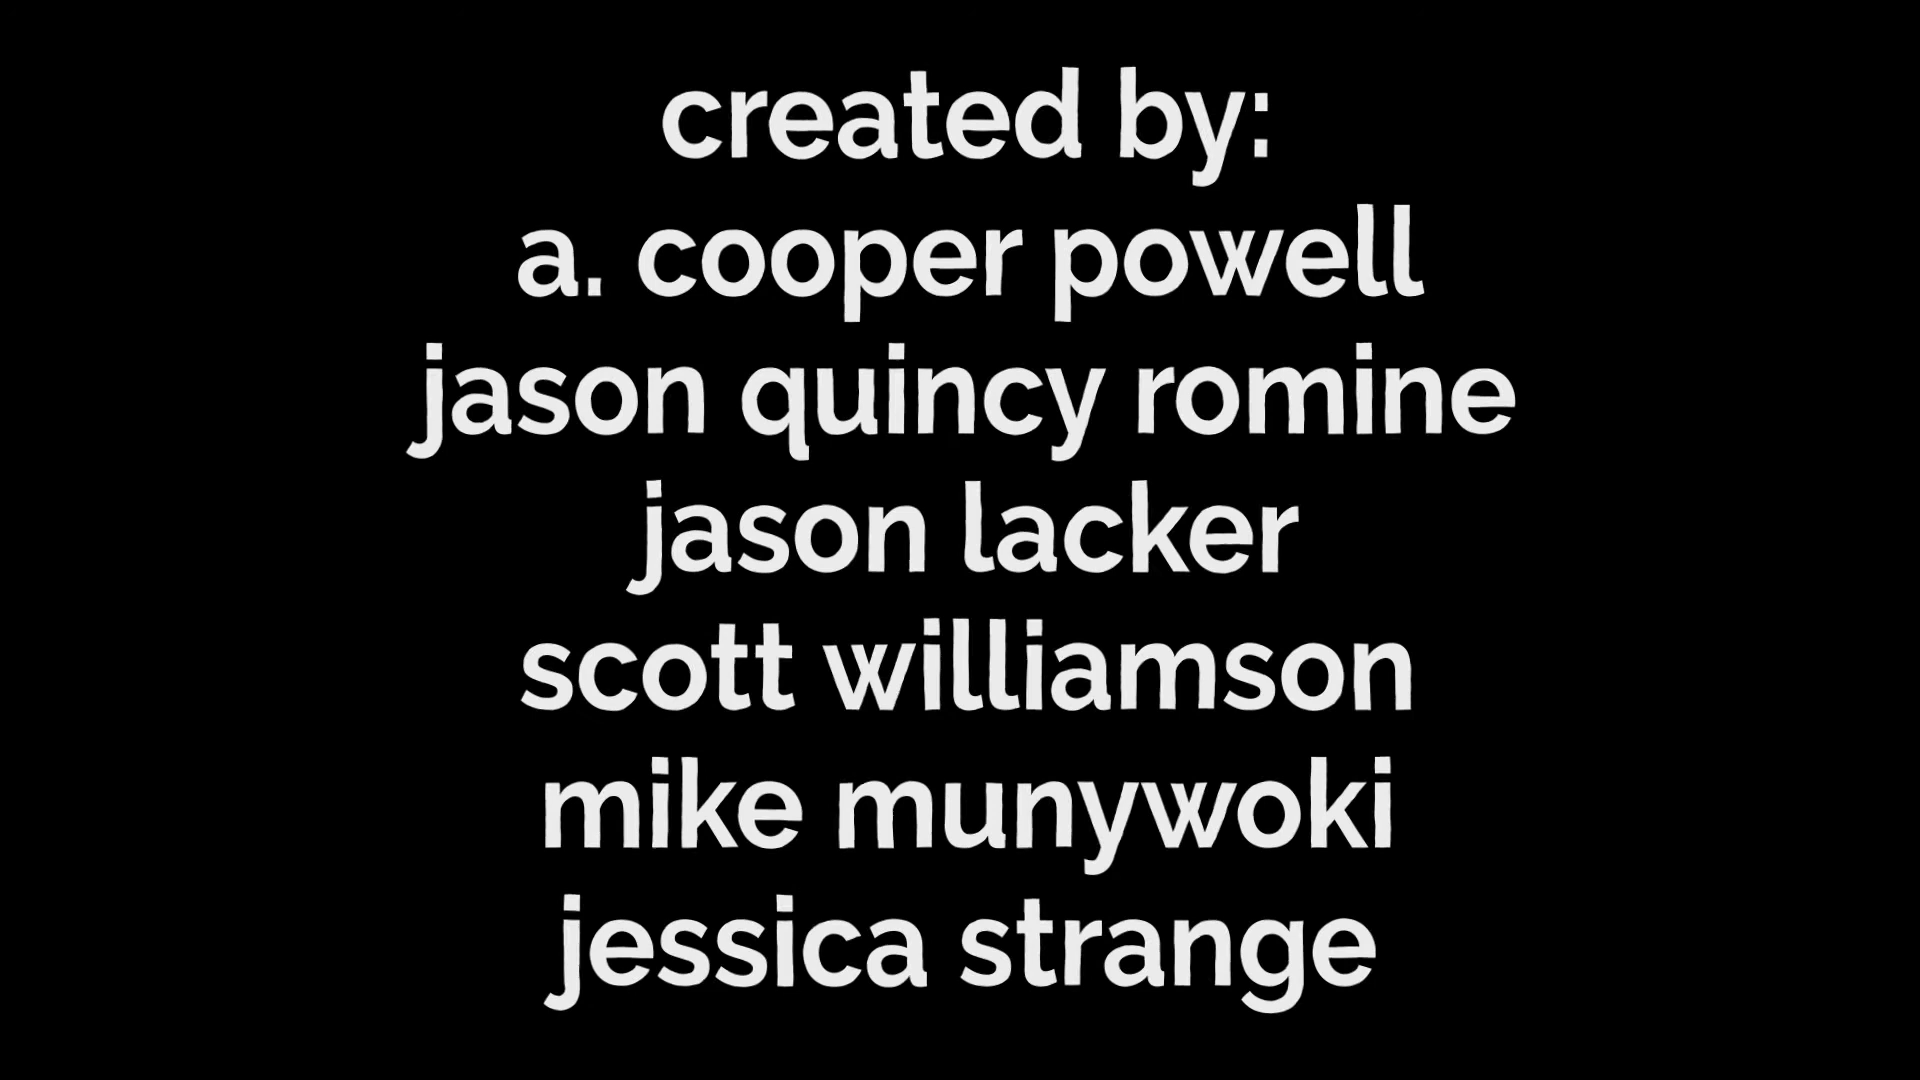 created by:
a. cooper powell
jason quincy romine
jason lacker
scott williamson
mike munywoki
jessica strange